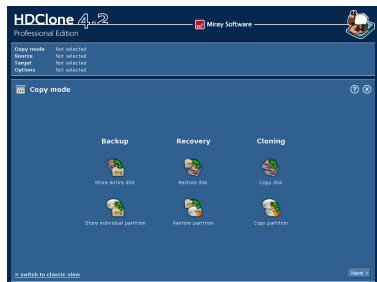 HDClone 4.2
Professional Edition
Miray Software
Copy mode Not selected
Source Not selected
Target Not selected
Options Not selected
Copy mode
Backup Recovery Cloning
Store entire disk Restore disk Copy disk
Store individual partition Restore partition Copy partition
> switch to classic view
Next >